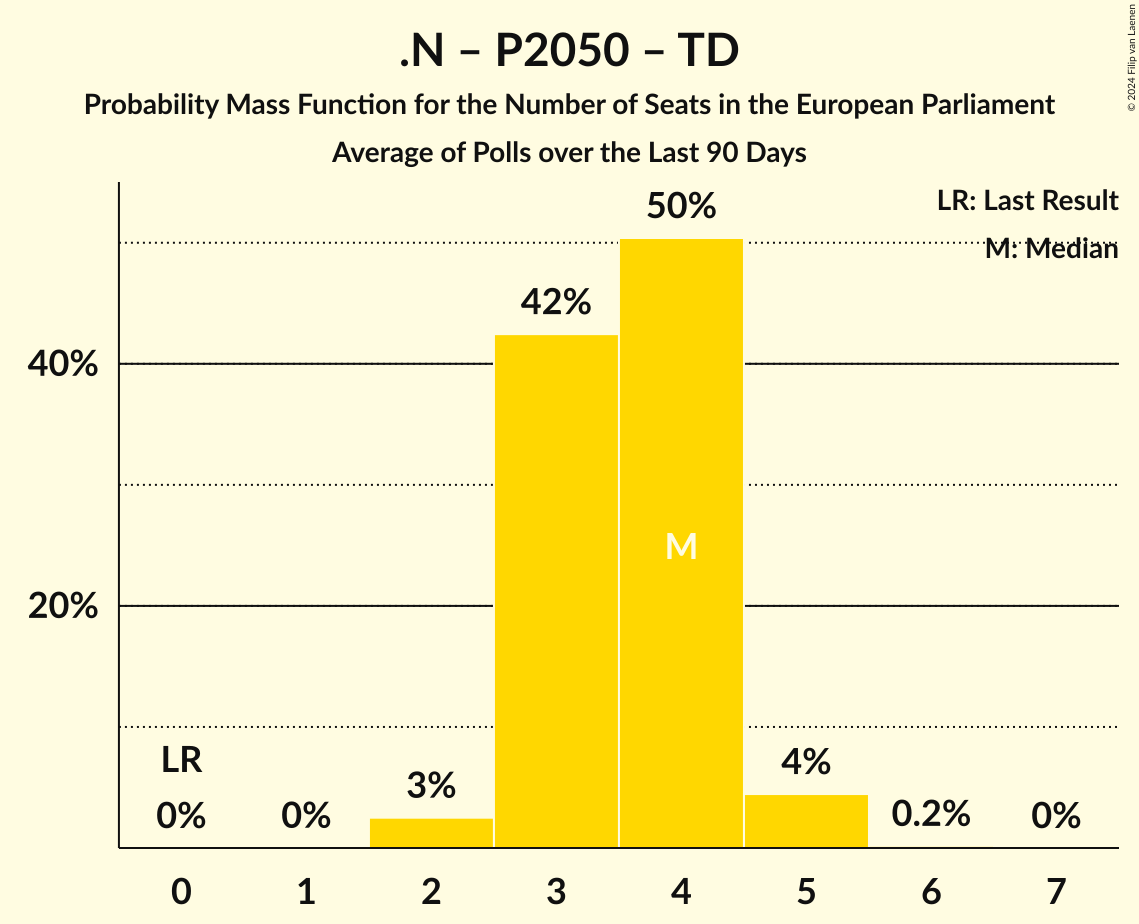 .N – P2050 – TD
Probability Mass Function for the Number of Seats in the European Parliament
Average of Polls over the Last 90 Days
© 2024 Filip van Laenen
LR: Last Result
M: Median
50%
42%
40%
M
20%
LR
0%
0%
3%
4%
0.2%
0%
0 1 2 3 4 5 6 7